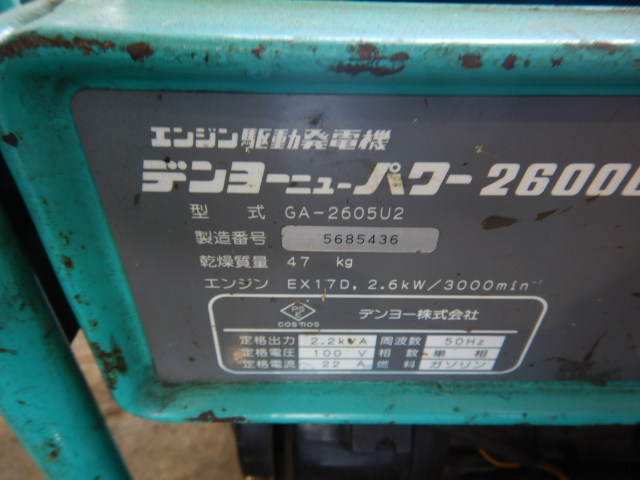 エンジン駆動発電機
デンヨーニューパワー2600
型 式 GA-2605U2
製造番号 5685436
乾燥質量 47 kg
エンジン EX17D, 2.6kW/3000min⁻¹
PS
E
COSMOS
デンヨー株式会社
定格出力 2.2kVA 周波数 50Hz
定格電圧 100 V 相数 単相
定格電流 22 A 燃料 ガソリン